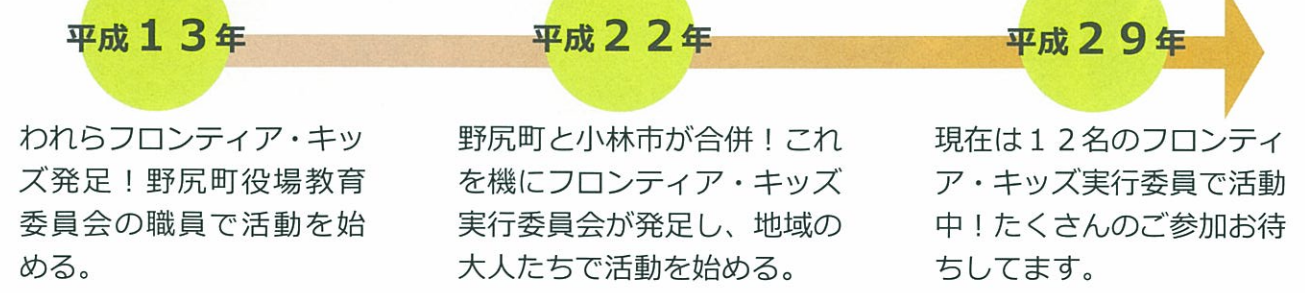 平成１３年
われらフロンティア・キッ
ズ発足！野尻町役場教育
委員会の職員で活動を始
める。
平成２２年
野尻町と小林市が合併！これ
を機にフロンティア・キッズ
実行委員会が発足し、地域の
大人たちで活動を始める。
平成２９年
現在は１２名のフロンティ
ア・キッズ実行委員で活動
中！たくさんのご参加お待
ちしてます。